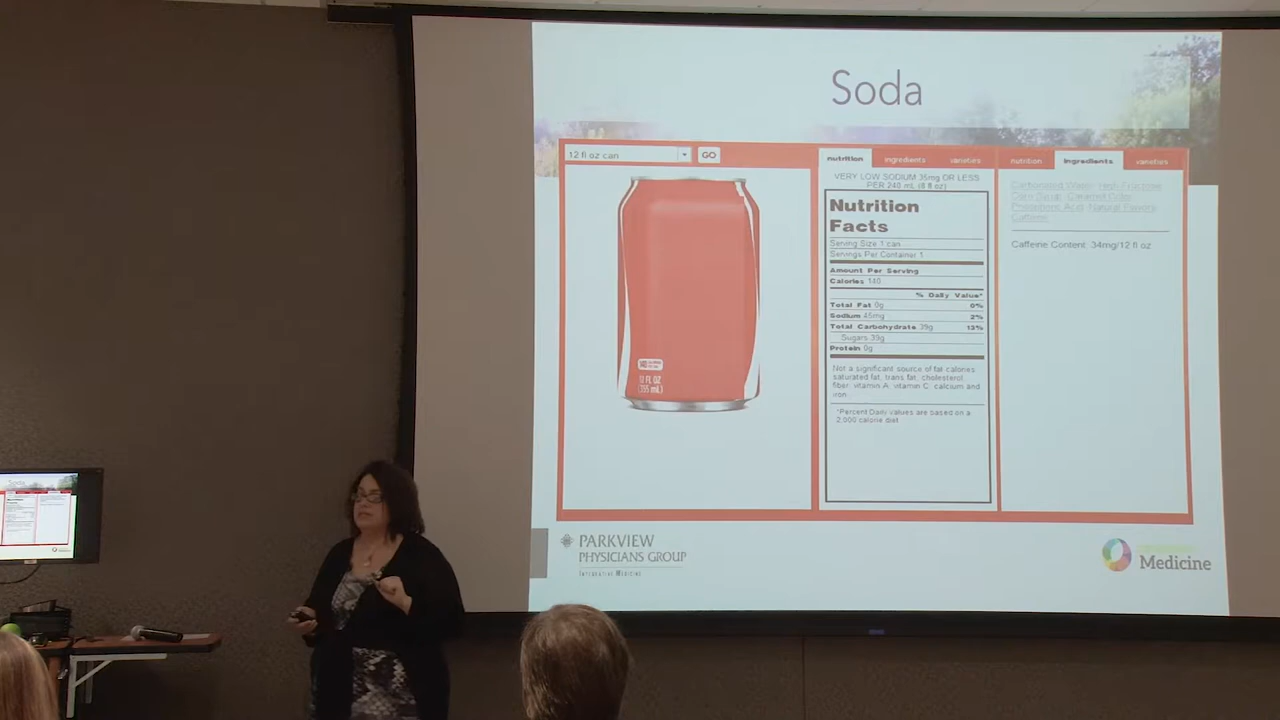 Soda
12 fl oz can
GO
12 FL OZ
(355 mL)
nutrition
ingredients
varieties
VERY LOW SODIUM 35mg OR LESS
PER 240 mL (8 fl oz)
Nutrition
Facts
Serving Size 1 can
Servings Per Container 1
Amount Per Serving
Calories 140
% Daily Value*
Total Fat 0g 0%
Sodium 45mg 2%
Total Carbohydrate 39g 13%
Sugars 39g
Protein 0g
Not a significant source of fat calories,
saturated fat, trans fat, cholesterol,
fiber, vitamin A, vitamin C, calcium and
iron.
*Percent Daily Values are based on a
2,000 calorie diet.
nutrition
ingredients
varieties
Carbonated Water, High Fructose
Corn Syrup, Caramel Color,
Phosphoric Acid, Natural Flavors,
Caffeine
Caffeine Content: 34mg/12 fl oz
PARKVIEW
PHYSICIANS GROUP
INTEGRATIVE MEDICINE
Medicine
Soda